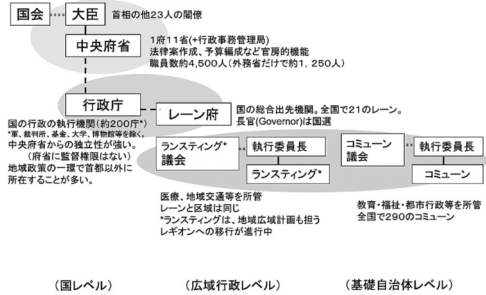 国会
大臣
首相の他23人の閣僚
中央府省
1府11省(+行政事務管理局)
法律案作成、予算編成など官房的機能
職員数約4,500人(外務省だけで約1, 250人)
行政庁
レーン府
国の行政の執行機関(約200庁*)
*軍、裁判所、基金、大学、博物館等を除く。
中央府省からの独立性が強い。
(府省に監督権限はない)
地域政策の一環で首都以外に
所在することが多い。
国の総合出先機関。全国で21のレーン。
長官(Governor)は国選
ランスティング*
議会
執行委員長
ランスティング*
コミューン
議会
執行委員長
コミューン
医療、地域交通等を所管
レーンと区域は同じ
*ランスティングは、地域広域計画も担う
レギオンへの移行が進行中
教育・福祉・都市行政等を所管
全国で290のコミューン
(国レベル)
(広域行政レベル)
(基礎自治体レベル)